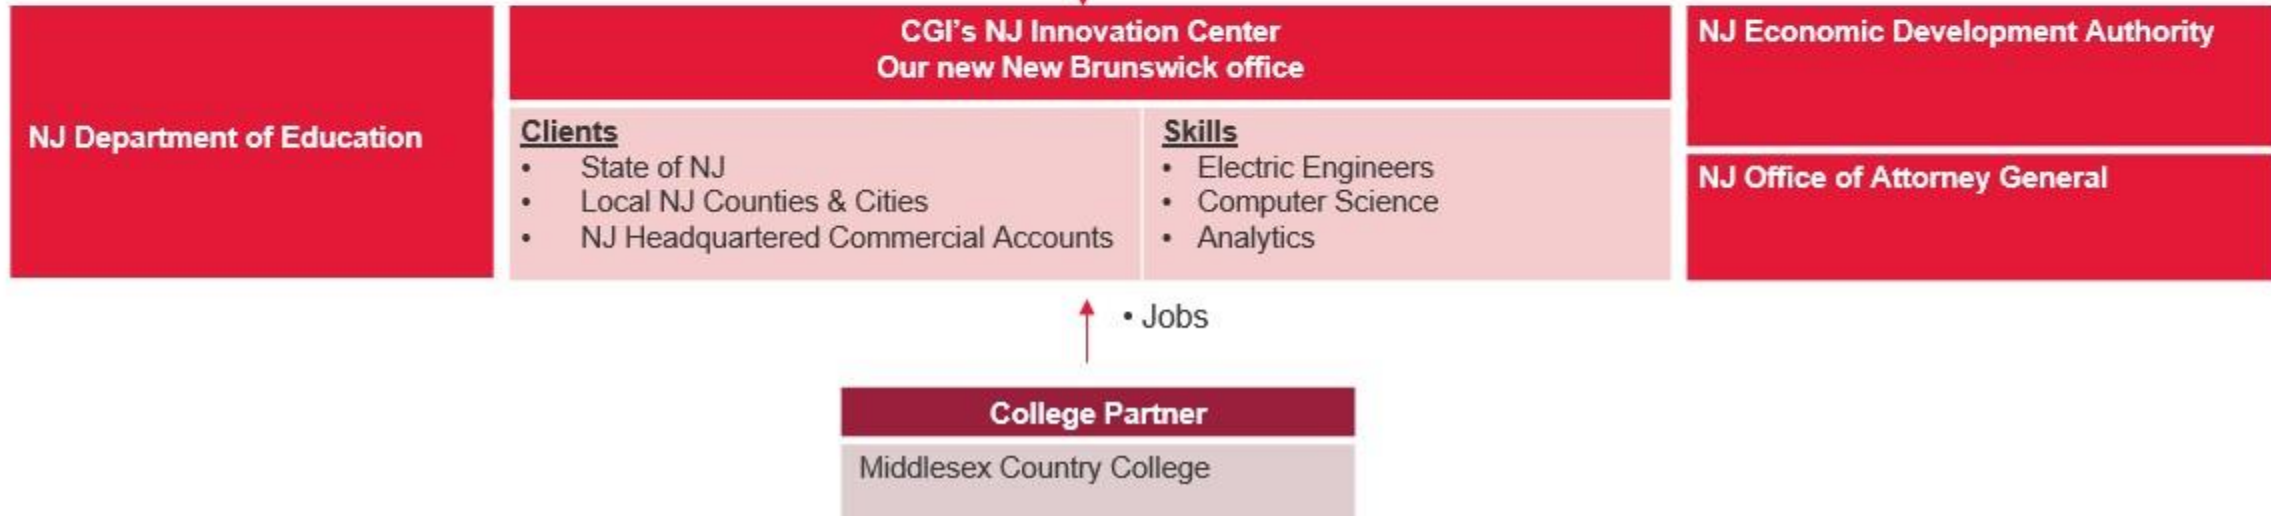 NJ Department of Education
CGI's NJ Innovation Center
Our new New Brunswick office
Clients
• State of NJ
• Local NJ Counties & Cities
• NJ Headquartered Commercial Accounts
Skills
• Electric Engineers
• Computer Science
• Analytics
NJ Economic Development Authority
NJ Office of Attorney General
• Jobs
College Partner
Middlesex Country College